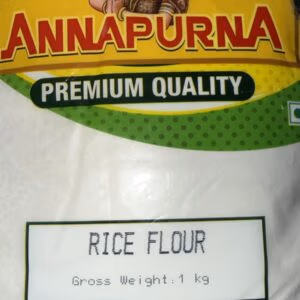 ANNAPURNA
PREMIUM QUALITY
RICE FLOUR
Gross Weight:1 kg